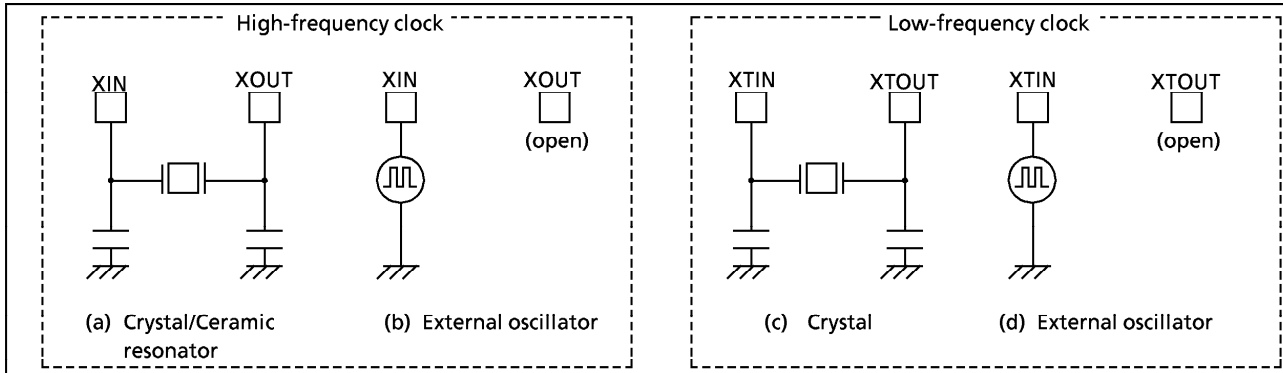 High-frequency clock
XIN
XOUT
XIN
XOUT
(open)
(a) Crystal/Ceramic
resonator
(b) External oscillator
Low-frequency clock
XTIN
XTOUT
XTIN
XTOUT
(open)
(c) Crystal
(d) External oscillator